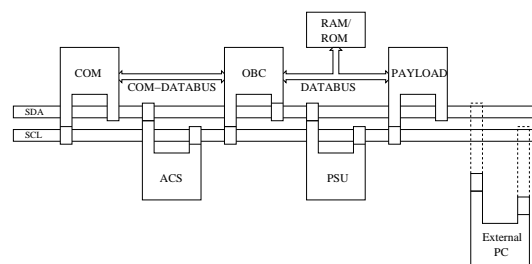 RAM/
ROM
COM
OBC
PAYLOAD
COM-DATABUS
DATABUS
SDA
SCL
ACS
PSU
External
PC